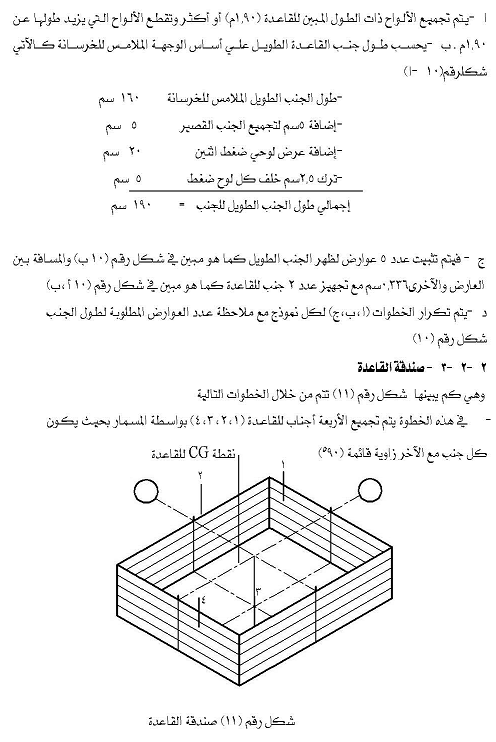 ا -يتم تجميع الألواح ذات الطول المبين للقاعدة (١,٩٠م) أو أكثر وتقطع الألواح التي يزيد طولها عن
١,٩٠م . ب -يحسب طول جنب القاعدة الطويل علي أساس الوجهة الملامس للخرسانة كالآتي
شكلرقم(١٠ -ا)
-طول الجنب الطويل الملامس للخرسانة ١٦٠ سم
-إضافة ٥سم لتجميع الجنب القصير ٥ سم
-إضافة عرض لوحي ضغط اثنين ٢٠ سم
-ترك ٢,٥سم خلف كل لوح ضغط ٥ سم
إجمالي طول الجنب الطويل للجنب = ١٩٠ سم
ج - فيتم تثبيت عدد ٥ عوارض لظهر الجنب الطويل كما هو مبين في شكل رقم (١٠ ب) والمسافة بين
العارض والآخرى٠,٣٣٦سم مع تجهيز عدد ٢ جنب للقاعدة كما هو مبين في شكل رقم (١٠ أ،ب)
د -يتم تكرار الخطوات (ا،ب،ج) لكل نموذج مع ملاحظة عدد العوارض المطلوبة لطول الجنب
شكل رقم (١٠)
٢ -٢ -٣ - صندقة القاعدة
وهي كم يبينها شكل رقم (١١) تتم من خلال الخطوات التالية
- في هذة الخطوة يتم تجميع الأربعة أجناب للقاعدة (٤،٣،٢،١) بواسطة المسمار بحيث يكون
كل جنب مع الآخر زاوية قائمة (٥٩٠)
نقطة CG للقاعدة
١
٢
٣
٤
شكل رقم (١١) صندقة القاعدة